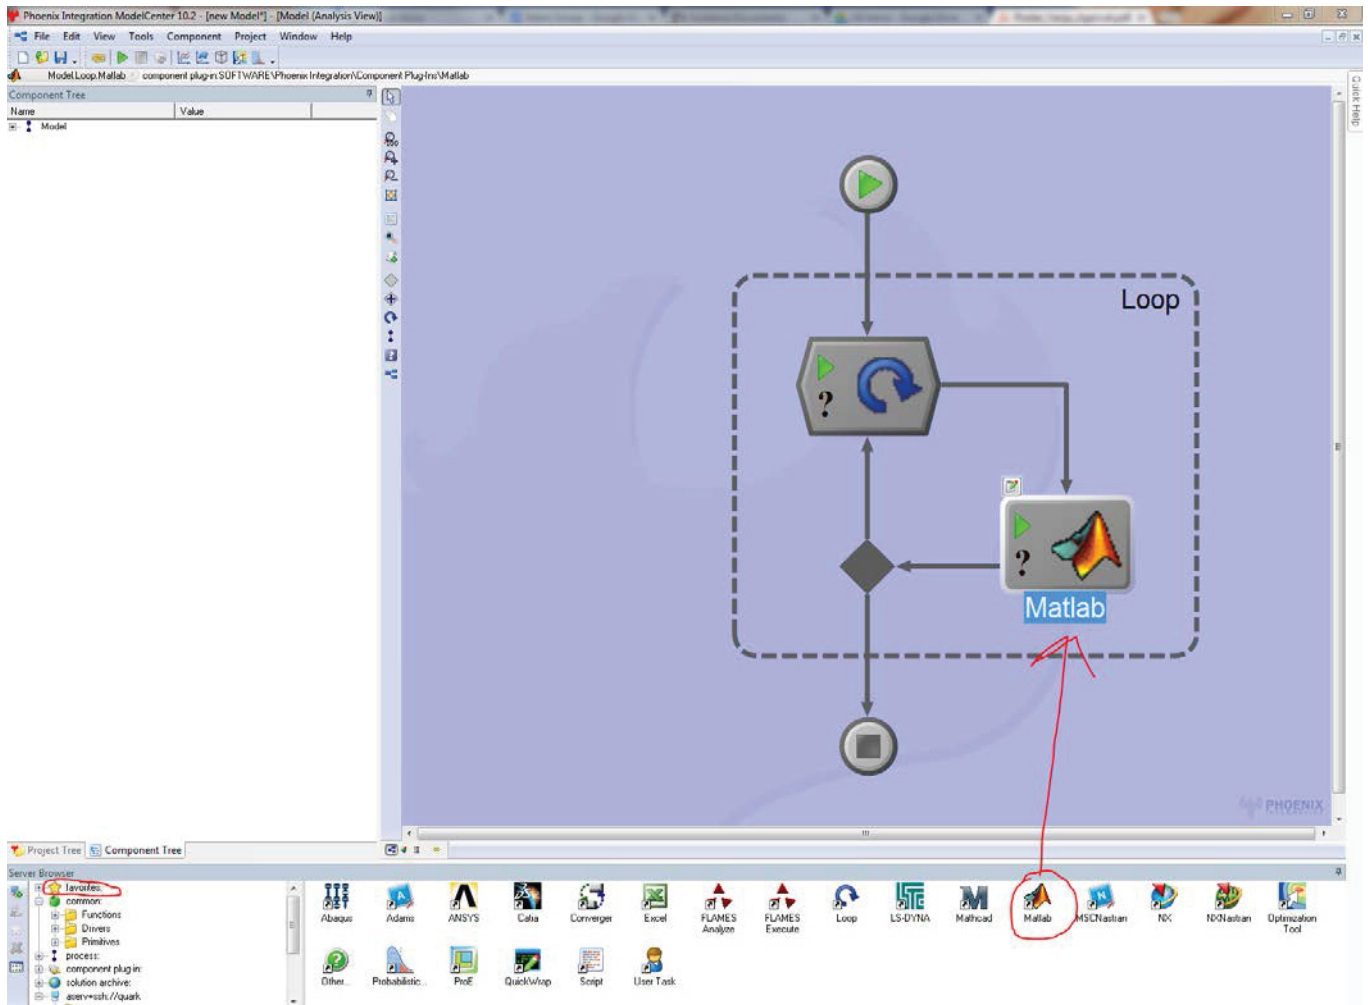 Phoenix Integration ModelCenter 10.2 - [new Model*] - [Model (Analysis View)]
File Edit View Tools Component Project Window Help
Model.Loop.Matlab component plug-in:SOFTWARE\Phoenix Integration\Component Plug-Ins\Matlab
Component Tree
Name Value
Model
Quick Help
Loop
?
?
Matlab
PHOENIX
Project Tree Component Tree
Server Browser
favorites:
common:
Functions
Drivers
Primitives
process:
component plug-in:
solution archive:
aserv+ssh://quark
Abaqus Adams ANSYS Catia Converger Excel FLAMES Analyze FLAMES Execute Loop LS-DYNA Mathcad Matlab MSCNastran NX NXNastran Optimization Tool
Other... Probabilistic... ProE QuickWrap Script User Task